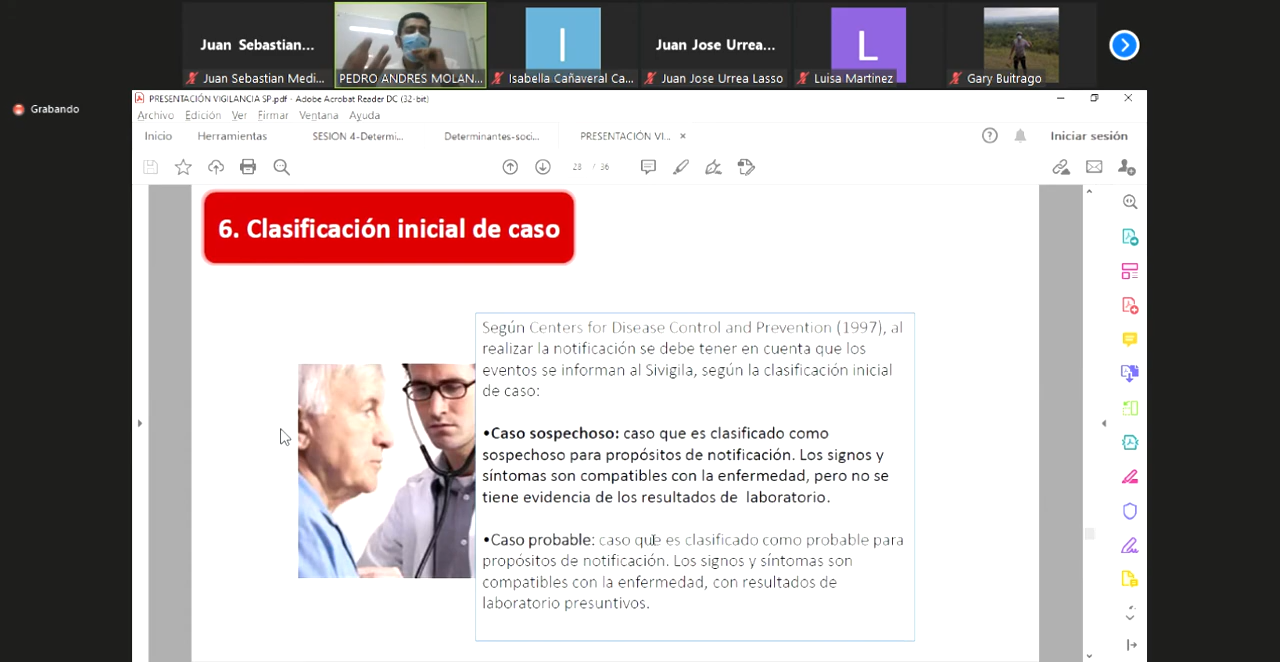 Juan Sebastian...
I
Juan Jose Urrea...
L
Juan Sebastian Medi...
PEDRO ANDRES MOLAN...
Isabella Cañaveral Ca...
Juan Jose Urrea Lasso
Luisa Martinez
Gary Buitrago
Grabando
PRESENTACIÓN VIGILANCIA SP.pdf - Adobe Acrobat Reader DC (32-bit)
Archivo Edición Ver Firmar Ventana Ayuda
Inicio Herramientas SESION 4-Determi... Determinantes-soci... PRESENTACIÓN VI... × Iniciar sesión
28 / 36
6. Clasificación inicial de caso
Según Centers for Disease Control and Prevention (1997), al
realizar la notificación se debe tener en cuenta que los
eventos se informan al Sivigila, según la clasificación inicial
de caso:
•Caso sospechoso: caso que es clasificado como
sospechoso para propósitos de notificación. Los signos y
síntomas son compatibles con la enfermedad, pero no se
tiene evidencia de los resultados de laboratorio.
•Caso probable: caso que es clasificado como probable para
propósitos de notificación. Los signos y síntomas son
compatibles con la enfermedad, con resultados de
laboratorio presuntivos.